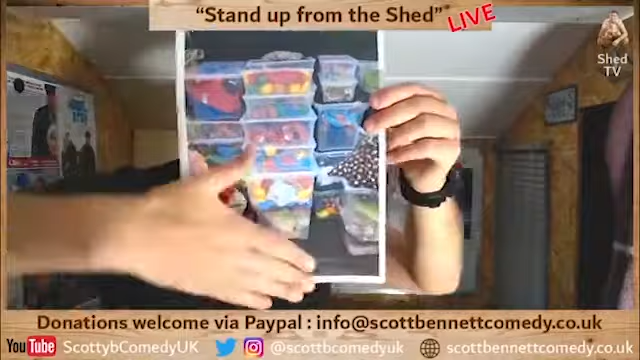 “Stand up from the Shed”
LIVE
Shed
TV
Donations welcome via Paypal : info@scottbennettcomedy.co.uk
YouTube ScottybComedyUK @scottbcomedyuk scottbennettcomedy.co.uk